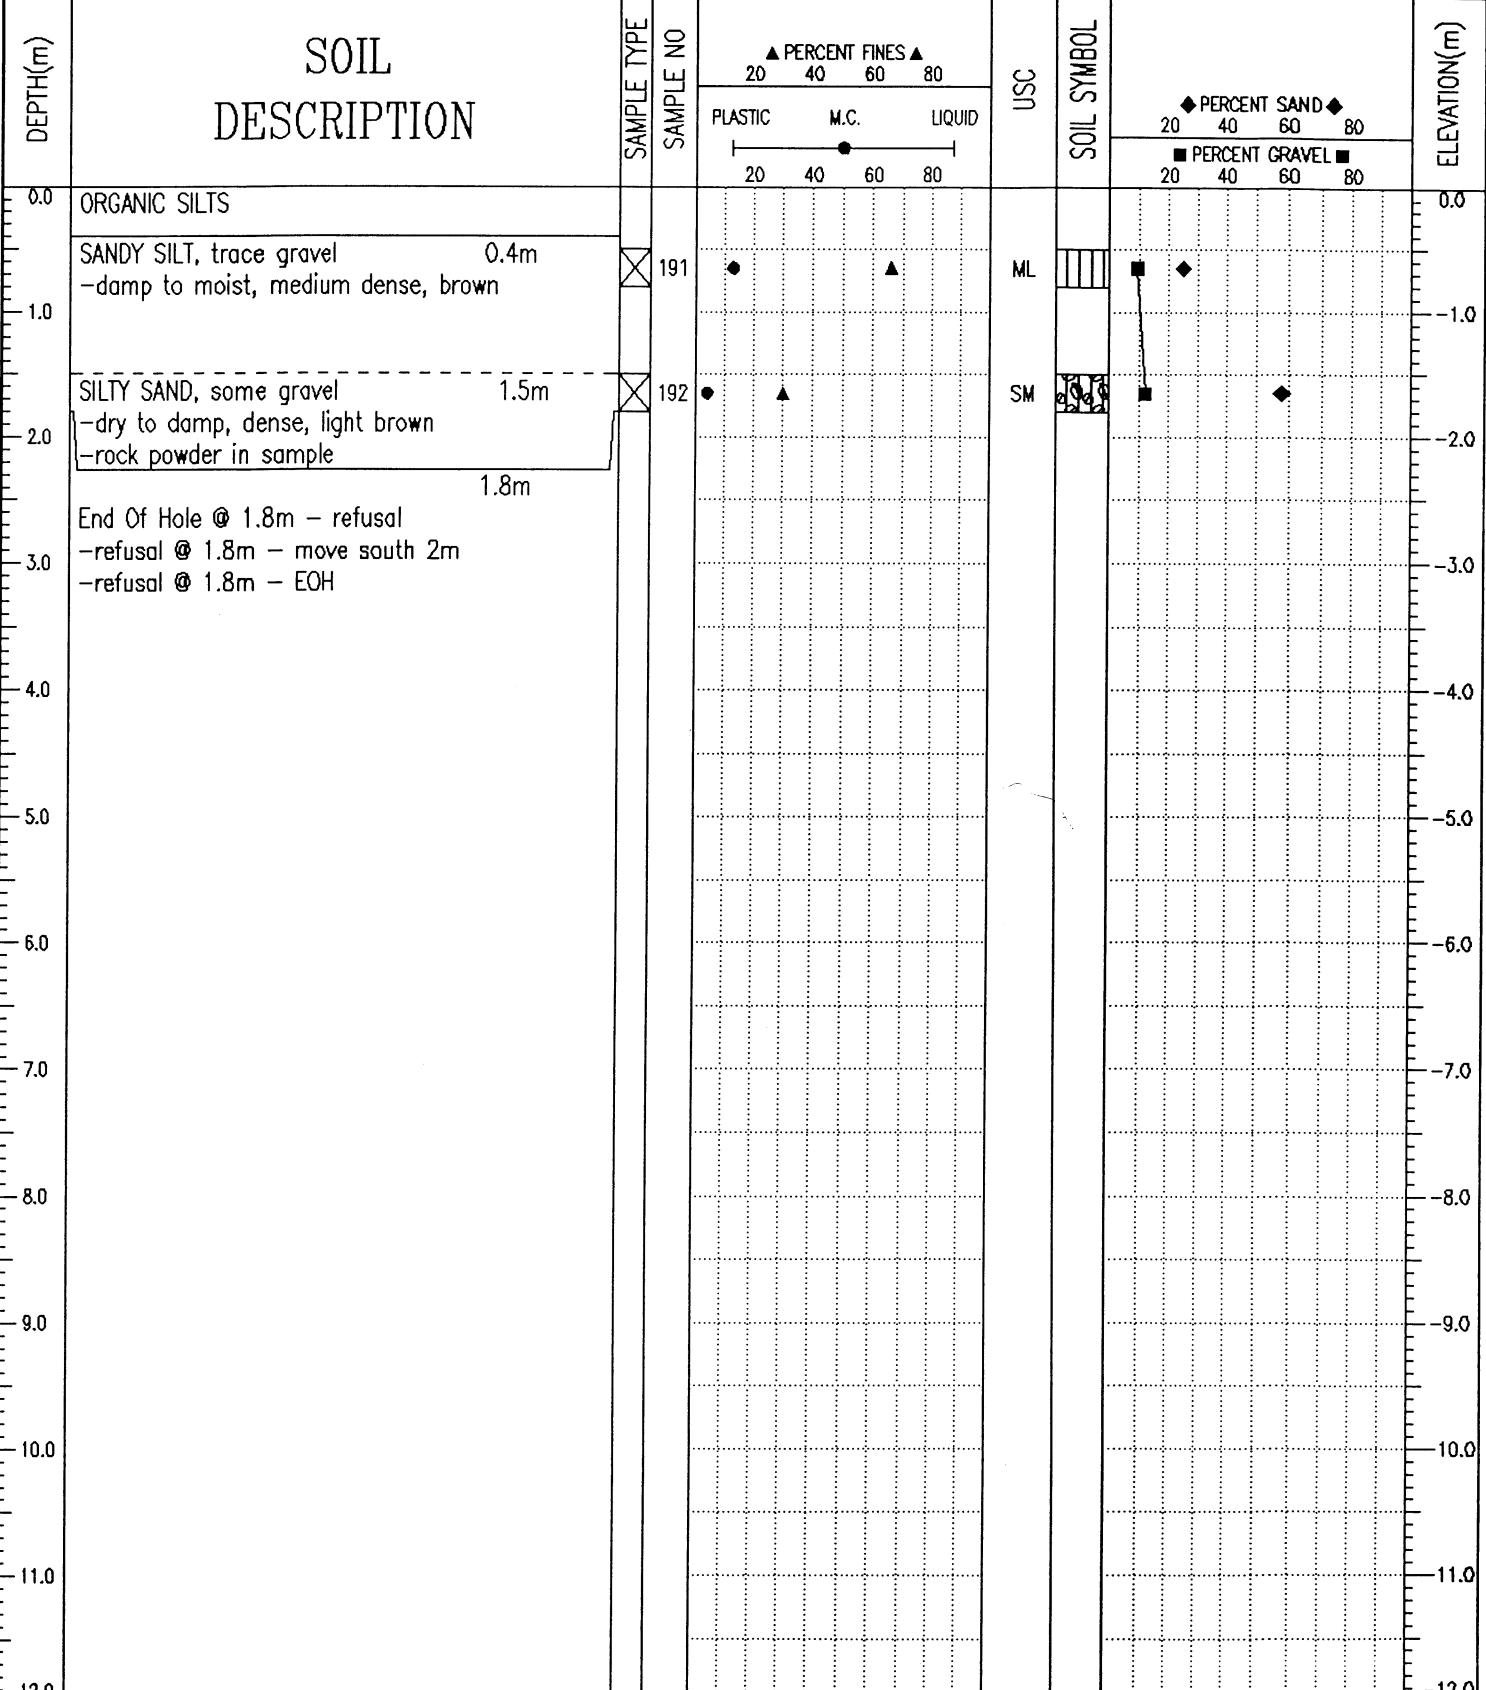 DEPTH(m)
SOIL
DESCRIPTION
SAMPLE TYPE
SAMPLE NO
▲ PERCENT FINES ▲
20 40 60 80
PLASTIC M.C. LIQUID
20 40 60 80
USC
SOIL SYMBOL
◆ PERCENT SAND ◆
20 40 60 80
■ PERCENT GRAVEL ■
20 40 60 80
ELEVATION(m)
0.0 ORGANIC SILTS 0.0
SANDY SILT, trace gravel 0.4m
191 ML
-damp to moist, medium dense, brown
1.0 -1.0
SILTY SAND, some gravel 1.5m
192 SM
-dry to damp, dense, light brown
2.0 -2.0
-rock powder in sample
1.8m
End Of Hole @ 1.8m - refusal
-refusal @ 1.8m - move south 2m
3.0 -3.0
-refusal @ 1.8m - EOH
4.0 -4.0
5.0 -5.0
6.0 -6.0
7.0 -7.0
8.0 -8.0
9.0 -9.0
10.0 -10.0
11.0 -11.0
12.0 -12.0